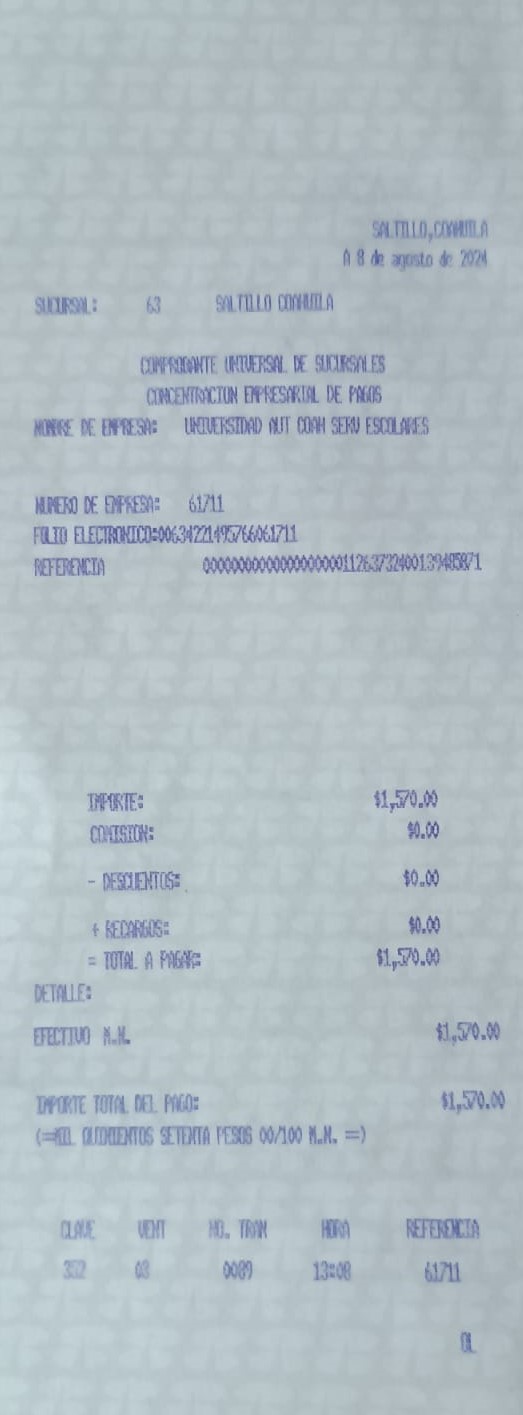 SALTILLO,COAHUILA
A 8 de agosto de 2024
SUCURSAL: 63 SALTILLO COAHUILA
COMPROBANTE UNIVERSAL DE SUCURSALES
CONCENTRACION EMPRESARIAL DE PAGOS
NOMBRE DE EMPRESA: UNIVERSIDAD AUT COAH SERV ESCOLARES
NUMERO DE EMPRESA: 61711
FOLIO ELECTRONICO:00634221495766061711
REFERENCIA
IMPORTE: $1,570.00
COMISION: $0.00
- DESCUENTOS: $0.00
+ RECARGOS: $0.00
= TOTAL A PAGAR: $1,570.00
DETALLE:
EFECTIVO M.N. $1,570.00
IMPORTE TOTAL DEL PAGO: $1,570.00
(=MIL QUINIENTOS SETENTA PESOS 00/100 M.N. =)
CLAVE VENT NO. TRAN HORA REFERENCIA
352 03 0089 13:08 61711
OL